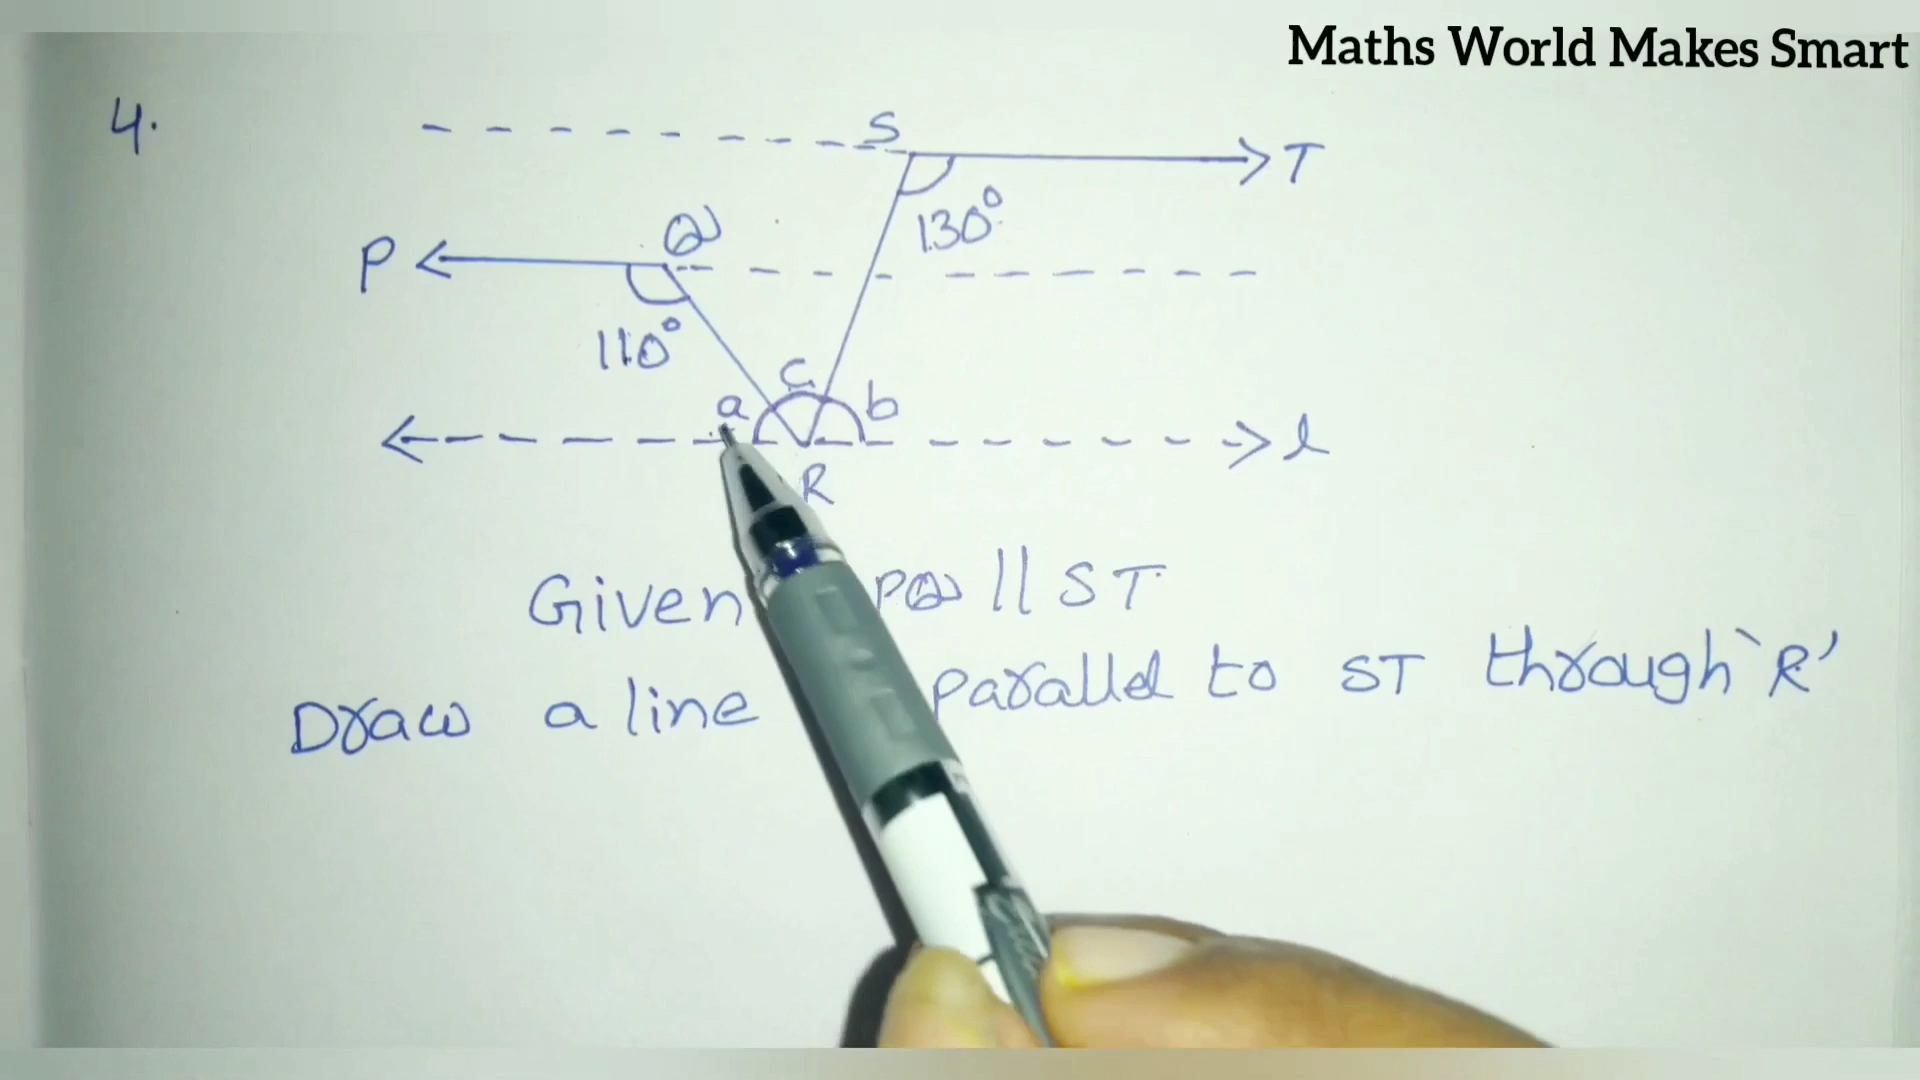 Maths World Makes Smart
4.
S
T
130°
P
Q
110°
a
c
b
l
R
Given PQ || ST
Draw a line parallel to ST through 'R'